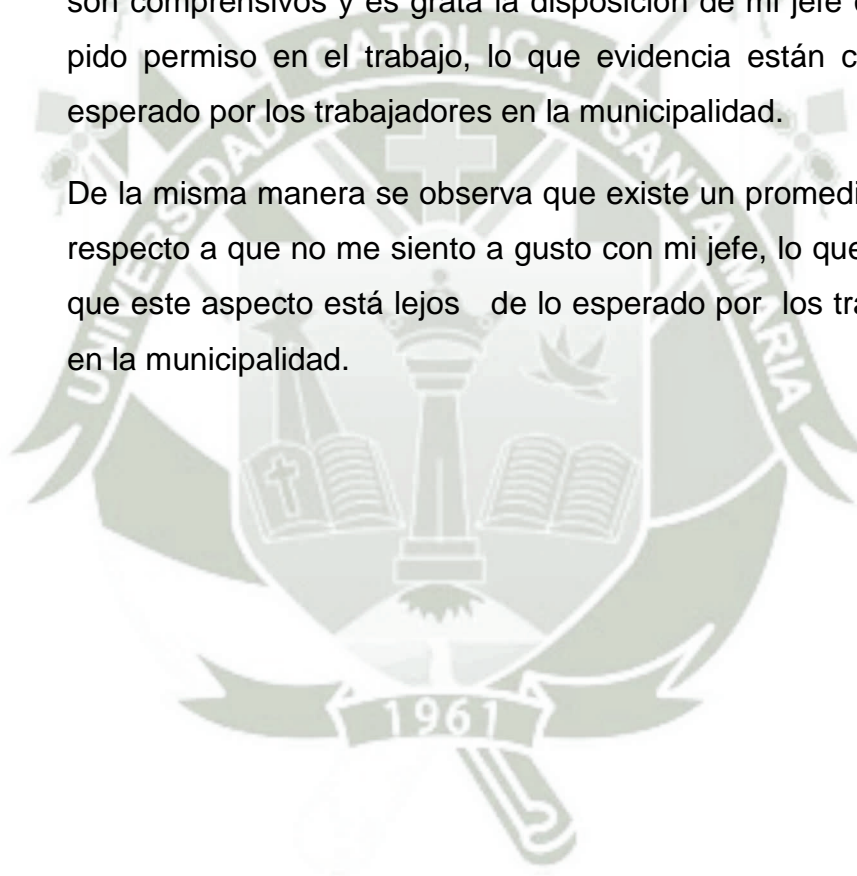 son comprensivos y es grata la disposición de mi jefe
pido permiso en el trabajo, lo que evidencia están
esperado por los trabajadores en la municipalidad.
De la misma manera se observa que existe un
respecto a que no me siento a gusto con mi jefe, lo que
que este aspecto está lejos de lo esperado por los
en la municipalidad.
UNIVERSIDAD CATOLICA SANTA MARIA
1961